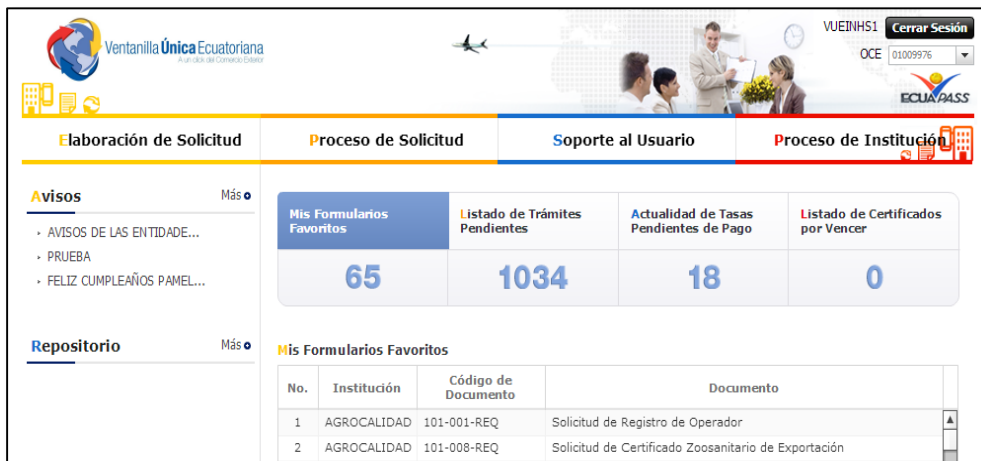 Ventanilla Única Ecuatoriana
A un click del Comercio Exterior
VUEINHS1 Cerrar Sesión
OCE 01009976
ECUAPASS
Elaboración de Solicitud Proceso de Solicitud Soporte al Usuario Proceso de Institución
Avisos Más
AVISOS DE LAS ENTIDADE...
PRUEBA
FELIZ CUMPLEAÑOS PAMEL...
Repositorio Más
Mis Formularios Favoritos
65
Listado de Trámites Pendientes
1034
Actualidad de Tasas Pendientes de Pago
18
Listado de Certificados por Vencer
0
Mis Formularios Favoritos
No. Institución Código de Documento Documento
1 AGROCALIDAD 101-001-REQ Solicitud de Registro de Operador
2 AGROCALIDAD 101-008-REQ Solicitud de Certificado Zoosanitario de Exportación